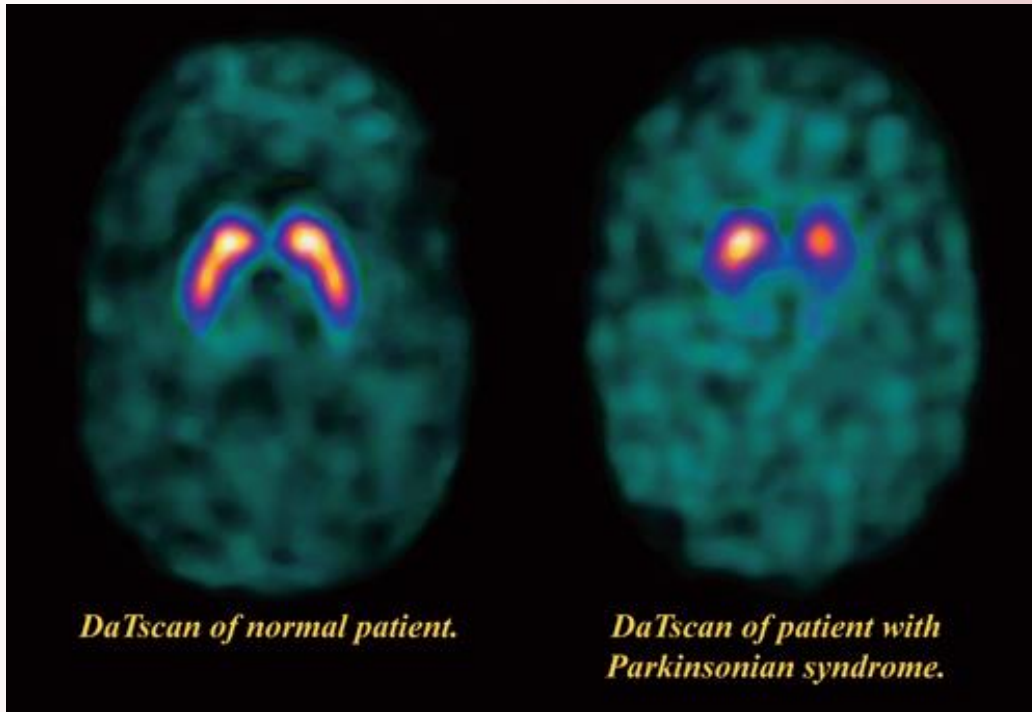 DaTscan of normal patient.
DaTscan of patient with
Parkinsonian syndrome.